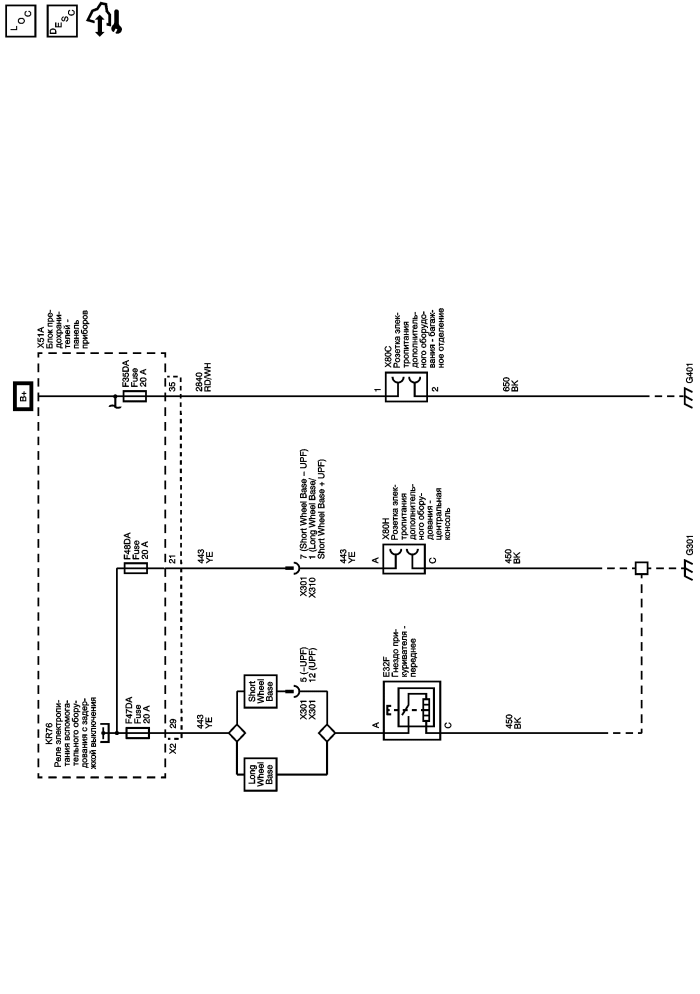 LOC
DESC
B+
X51A
Блок пре-
дохрани-
телей -
панель
приборов
KR76
Реле электропи-
тания вспомога-
тельного обору-
дования с задер-
жкой выключения
F47DA
Fuse
20 A
F48DA
Fuse
20 A
F35DA
Fuse
20 A
X2
29
21
35
443
YE
443
YE
2840
RD/WH
Long
Wheel
Base
Short
Wheel
Base
X301
X301
5 (–UPF)
12 (UPF)
X301
X310
7 (Short Wheel Base – UPF)
1 (Long Wheel Base/
Short Wheel Base + UPF)
443
YE
A
E32F
Гнездо при-
куривателя -
переднее
C
A
X80H
Розетка элек-
тропитания
дополнитель-
ного обору-
дования -
центральная
консоль
C
1
X80C
Розетка элек-
тропитания
дополнитель-
ного оборудо-
вания - багаж-
ное отделение
2
450
BK
450
BK
650
BK
G301
G401